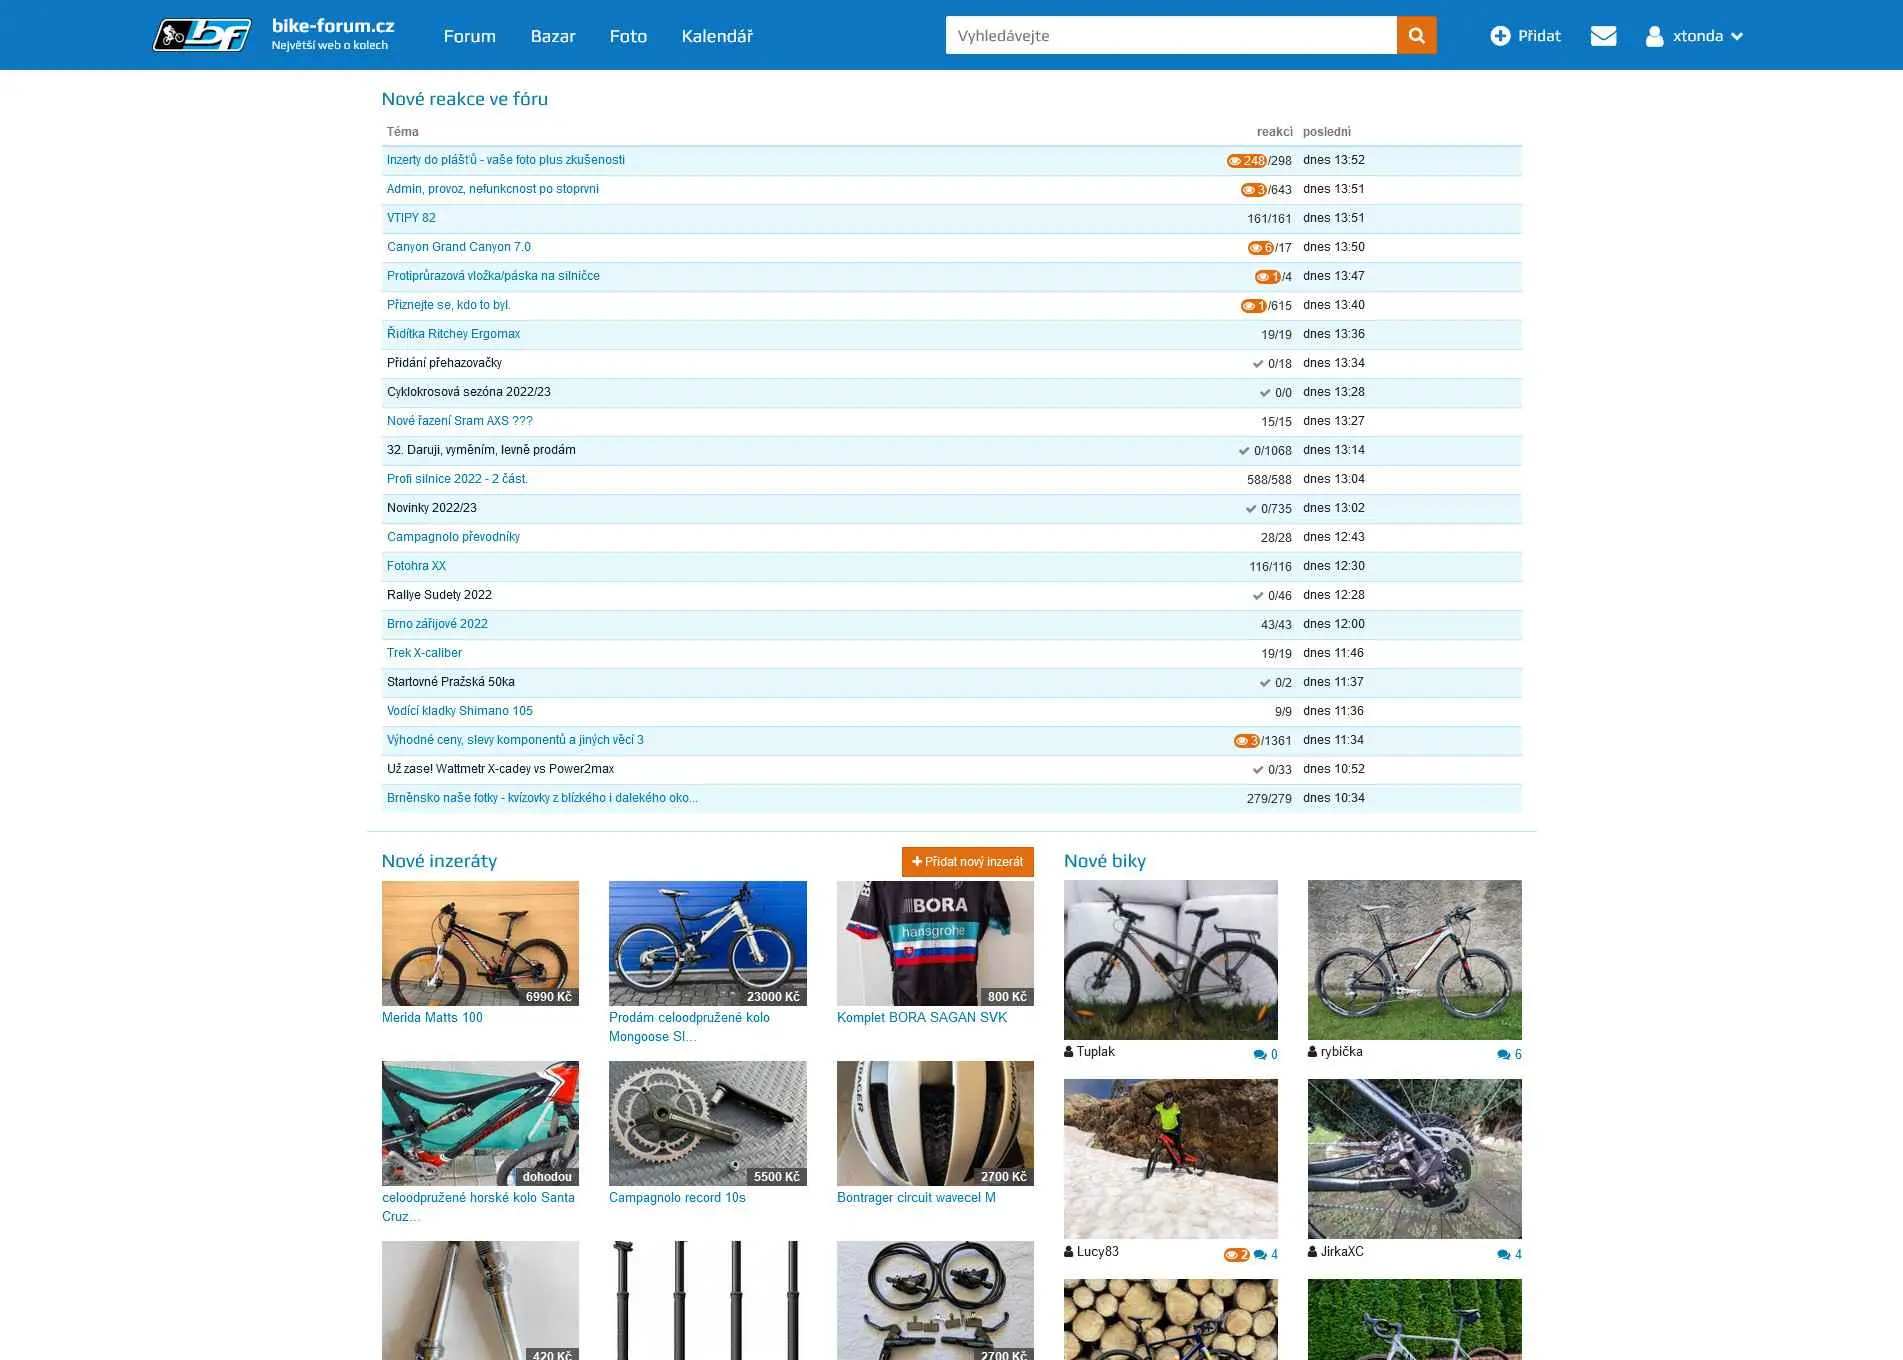 bf
bike-forum.cz
Největší web o kolech
Forum Bazar Foto Kalendář
Vyhledávejte
Přidat
xtonda
Nové reakce ve fóru
Téma reakcí poslední
Inzerty do plášťů - vaše foto plus zkušenosti 248/298 dnes 13:52
Admin, provoz, nefunkcnost po stoprvni 3/643 dnes 13:51
VTIPY 82 161/161 dnes 13:51
Canyon Grand Canyon 7.0 6/17 dnes 13:50
Protiprůrazová vložka/páska na silničce 1/4 dnes 13:47
Přiznejte se, kdo to byl. 1/615 dnes 13:40
Řidítka Ritchey Ergomax 19/19 dnes 13:36
Přidání přehazovačky 0/18 dnes 13:34
Cyklokrosová sezóna 2022/23 0/0 dnes 13:28
Nové řazení Sram AXS ??? 15/15 dnes 13:27
32. Daruji, vyměním, levně prodám 0/1068 dnes 13:14
Profi silnice 2022 - 2 část. 588/588 dnes 13:04
Novinky 2022/23 0/735 dnes 13:02
Campagnolo převodníky 28/28 dnes 12:43
Fotohra XX 116/116 dnes 12:30
Rallye Sudety 2022 0/46 dnes 12:28
Brno zářijové 2022 43/43 dnes 12:00
Trek X-caliber 19/19 dnes 11:46
Startovné Pražská 50ka 0/2 dnes 11:37
Vodící kladky Shimano 105 9/9 dnes 11:36
Výhodné ceny, slevy komponentů a jiných věcí 3 3/1361 dnes 11:34
Už zase! Wattmetr X-cadey vs Power2max 0/33 dnes 10:52
Brněnsko naše fotky - kvízovky z blízkého i dalekého oko... 279/279 dnes 10:34
Nové inzeráty
Přidat nový inzerát
6990 Kč
Merida Matts 100
23000 Kč
Prodám celoodpružené kolo
Mongoose Sl...
BORA
hansgrohe
800 Kč
Komplet BORA SAGAN SVK
dohodou
celoodpružené horské kolo Santa
Cruz...
5500 Kč
Campagnolo record 10s
2700 Kč
Bontrager circuit wavecel M
420 Kč
2700 Kč
Nové biky
Tuplak 0
rybička 6
Lucy83 2 4
JirkaXC 4